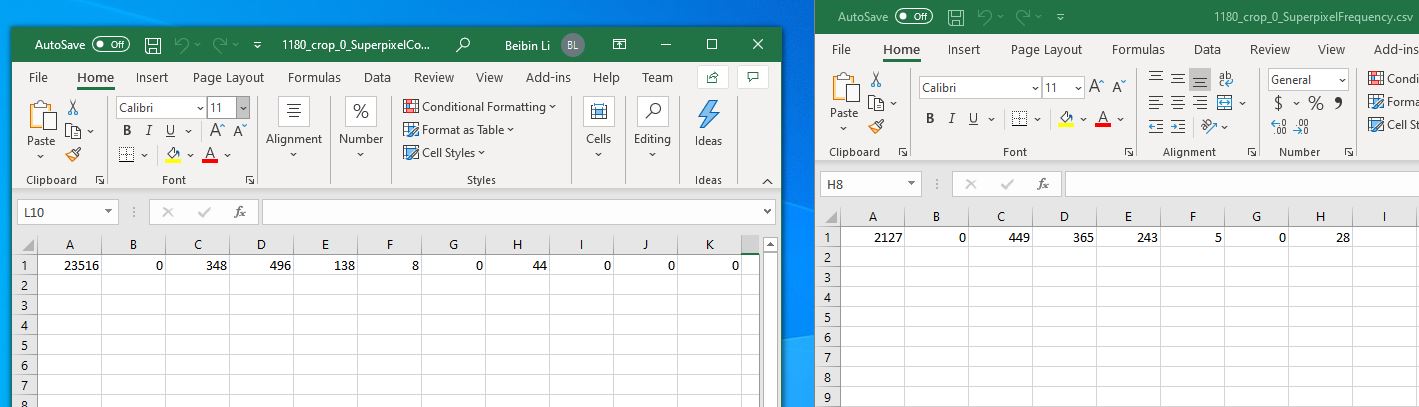 AutoSave Off 1180_crop_0_SuperpixelCo... Beibin Li BL
File Home Insert Page Layout Formulas Data Review View Add-ins Help Team
Calibri 11
Paste B I U A A
Alignment % Number
Conditional Formatting
Format as Table
Cell Styles
Cells Editing Ideas
Clipboard Font Styles Ideas
L10 fx
A B C D E F G H I J K
1 23516 0 348 496 138 8 0 44 0 0 0
2
3
4
5
6
7
8
AutoSave Off 1180_crop_0_SuperpixelFrequency.csv
File Home Insert Page Layout Formulas Data Review View Add-ins
Calibri 11 A A ab General
Paste B I U A $ % ,
Clipboard Font Alignment Number
H8 fx
A B C D E F G H I
1 2127 0 449 365 243 5 0 28
2
3
4
5
6
7
8
9